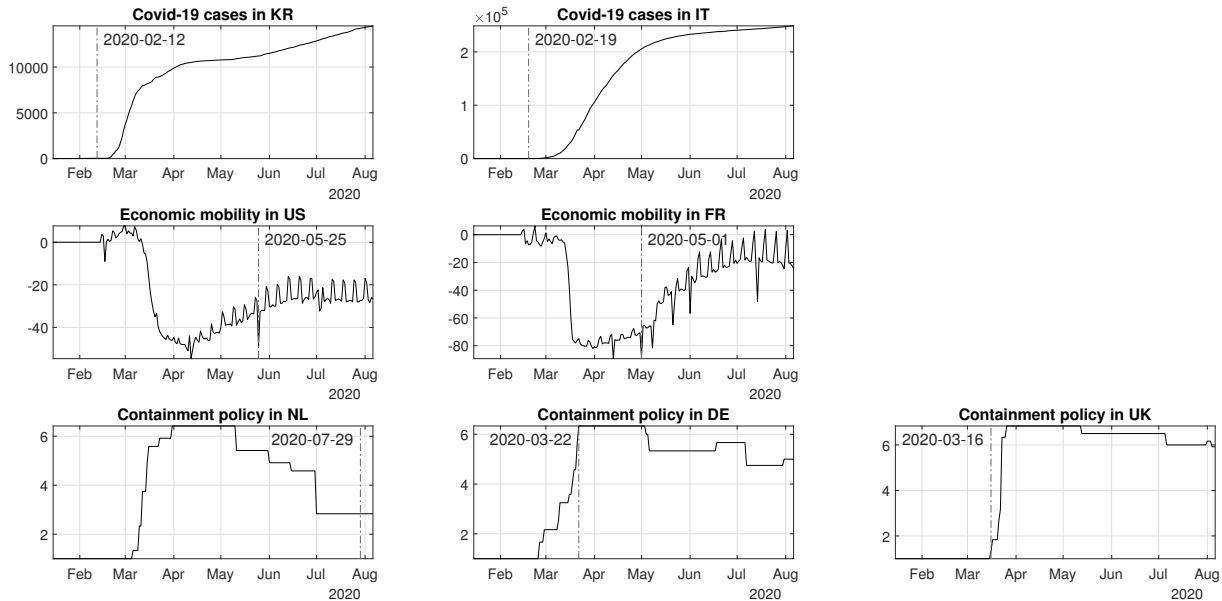 Covid-19 cases in KR
2020-02-12
10000
5000
0
Feb Mar Apr May Jun Jul Aug
2020
Covid-19 cases in IT
×10^5
2020-02-19
2
1
0
Feb Mar Apr May Jun Jul Aug
2020
Economic mobility in US
2020-05-25
0
-20
-40
Feb Mar Apr May Jun Jul Aug
2020
Economic mobility in FR
2020-05-01
0
-20
-40
-60
-80
Feb Mar Apr May Jun Jul Aug
2020
Containment policy in NL
2020-07-29
6
4
2
Feb Mar Apr May Jun Jul Aug
2020
Containment policy in DE
2020-03-22
6
4
2
Feb Mar Apr May Jun Jul Aug
2020
Containment policy in UK
2020-03-16
6
4
2
Feb Mar Apr May Jun Jul Aug
2020